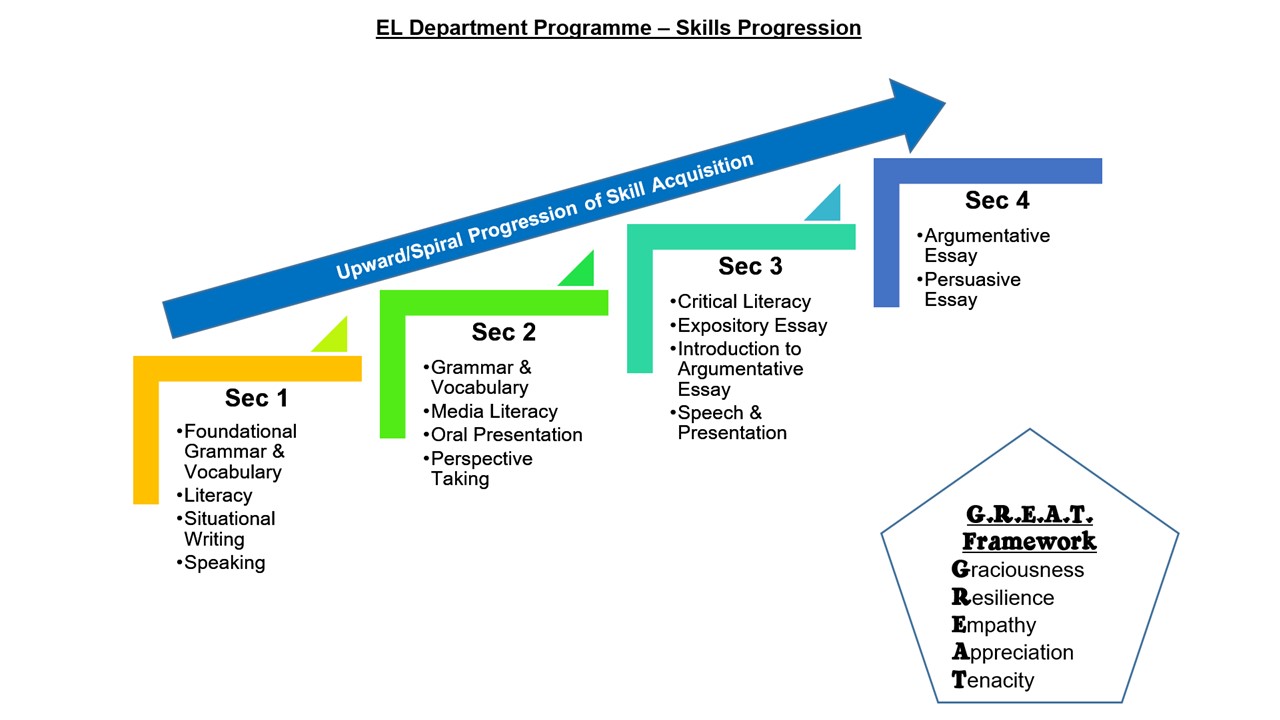 EL Department Programme – Skills Progression
Upward/Spiral Progression of Skill Acquisition
Sec 1
•Foundational
Grammar &
Vocabulary
•Literacy
•Situational
Writing
•Speaking
Sec 2
•Grammar &
Vocabulary
•Media Literacy
•Oral Presentation
•Perspective
Taking
Sec 3
•Critical Literacy
•Expository Essay
•Introduction to
Argumentative
Essay
•Speech &
Presentation
Sec 4
•Argumentative
Essay
•Persuasive
Essay
G.R.E.A.T.
Framework
Graciousness
Resilience
Empathy
Appreciation
Tenacity